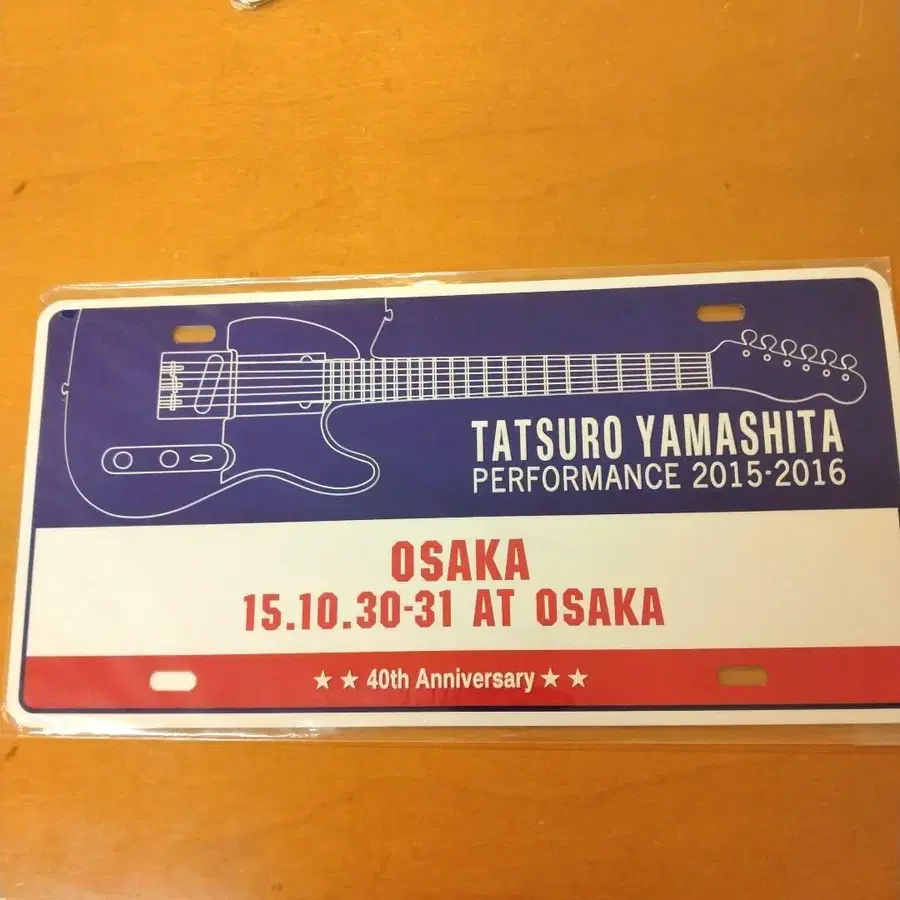 TATSURO YAMASHITA
PERFORMANCE 2015-2016
OSAKA
15.10.30-31 AT OSAKA
★ ★ 40th Anniversary ★ ★